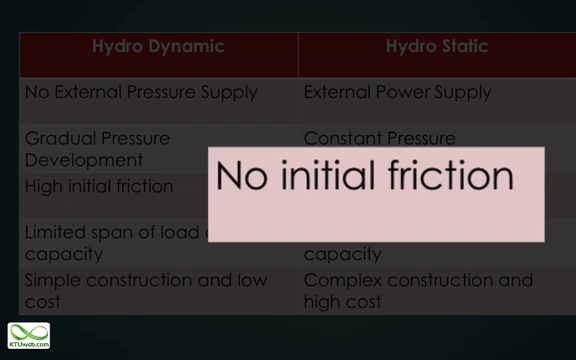 Hydro Dynamic
Hydro Static
No External Pressure Supply
External Power Supply
Gradual Pressure
Development
Constant Pressure
High initial friction
No initial friction
Limited span of load
capacity
capacity
Simple construction and low
cost
Complex construction and
high cost
KTUweb.com